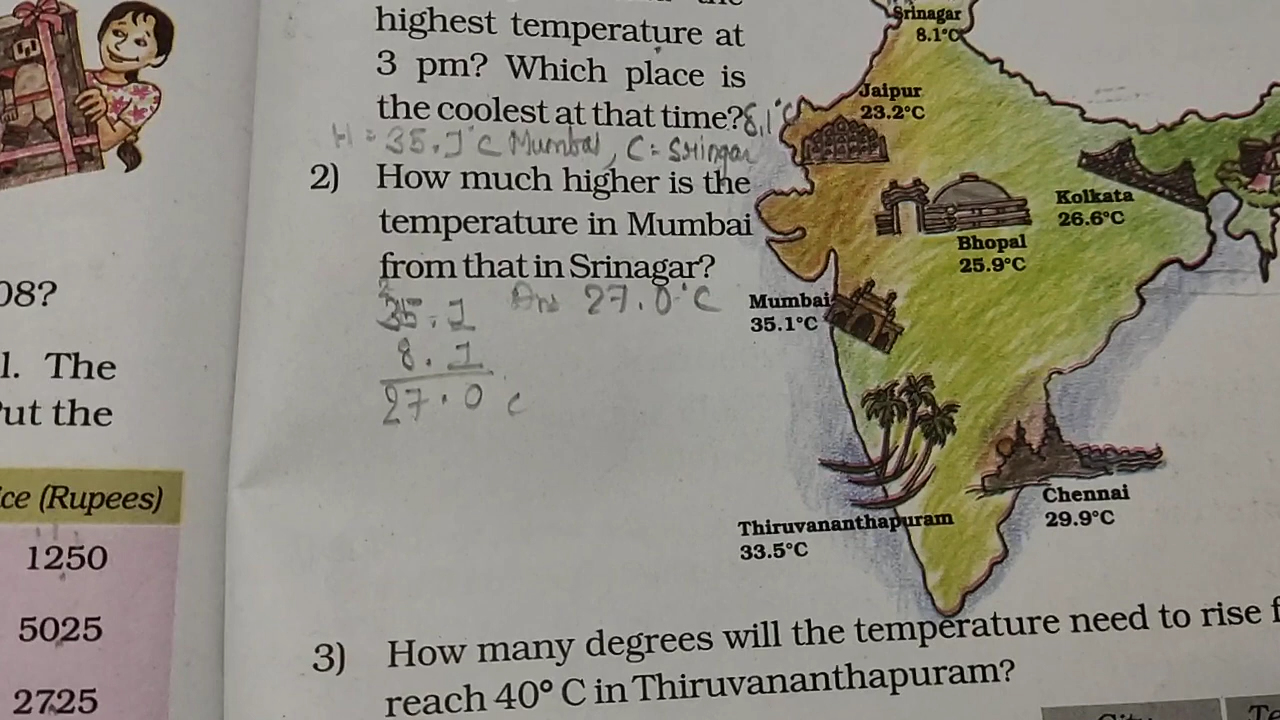 highest temperature at
3 pm? Which place is
the coolest at that time? 8.1°C
H = 35.1°C Mumbai, C = Srinagar
2) How much higher is the
temperature in Mumbai
from that in Srinagar?
35.1 Ans 27.0°C
8.1
27.0 c
3) How many degrees will the temperature need to rise
reach 40° C in Thiruvananthapuram?
Srinagar
8.1°C
Jaipur
23.2°C
Kolkata
26.6°C
Bhopal
25.9°C
Mumbai
35.1°C
Chennai
29.9°C
Thiruvananthapuram
33.5°C
08?
l. The
Put the
ce (Rupees)
1250
5025
2725